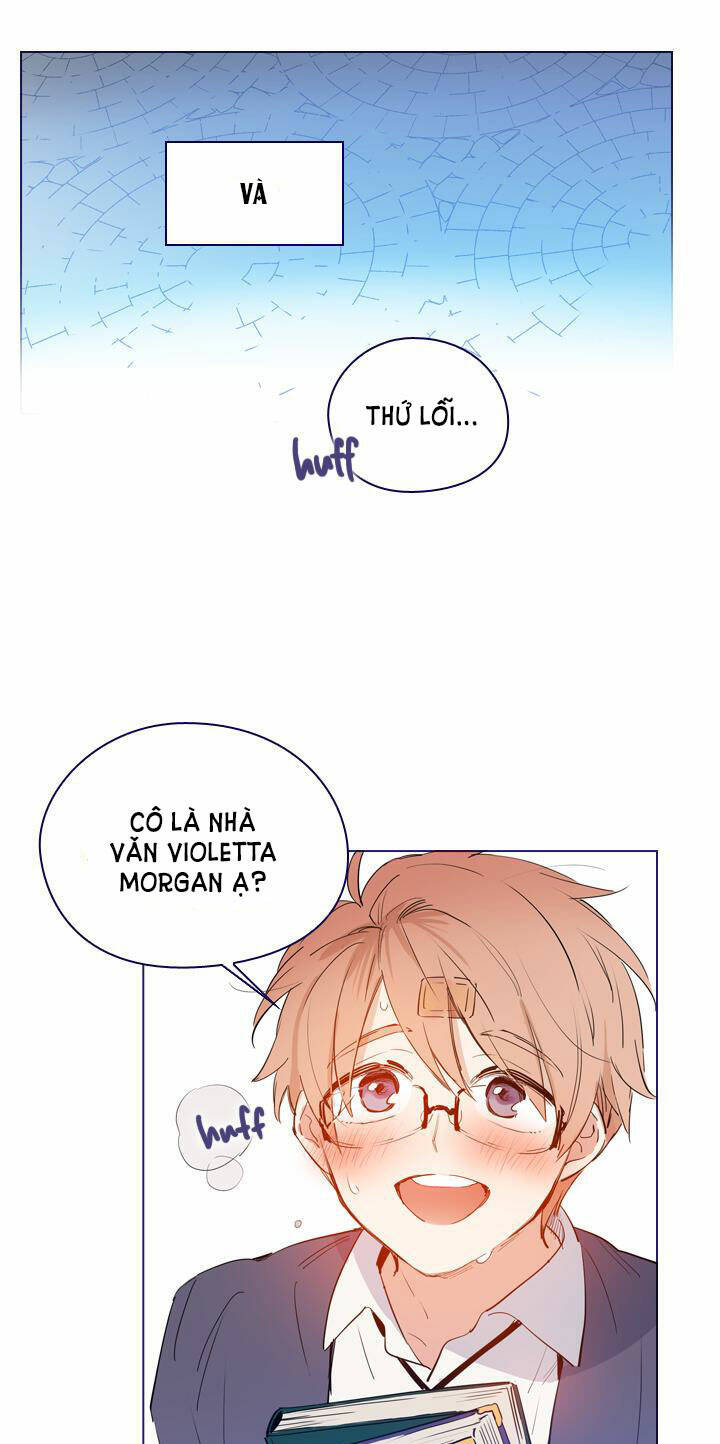 VÀ
THỨ LỖI...
huff
CÔ LÀ NHÀ
VĂN VIOLETTA
MORGAN Ạ?
huff